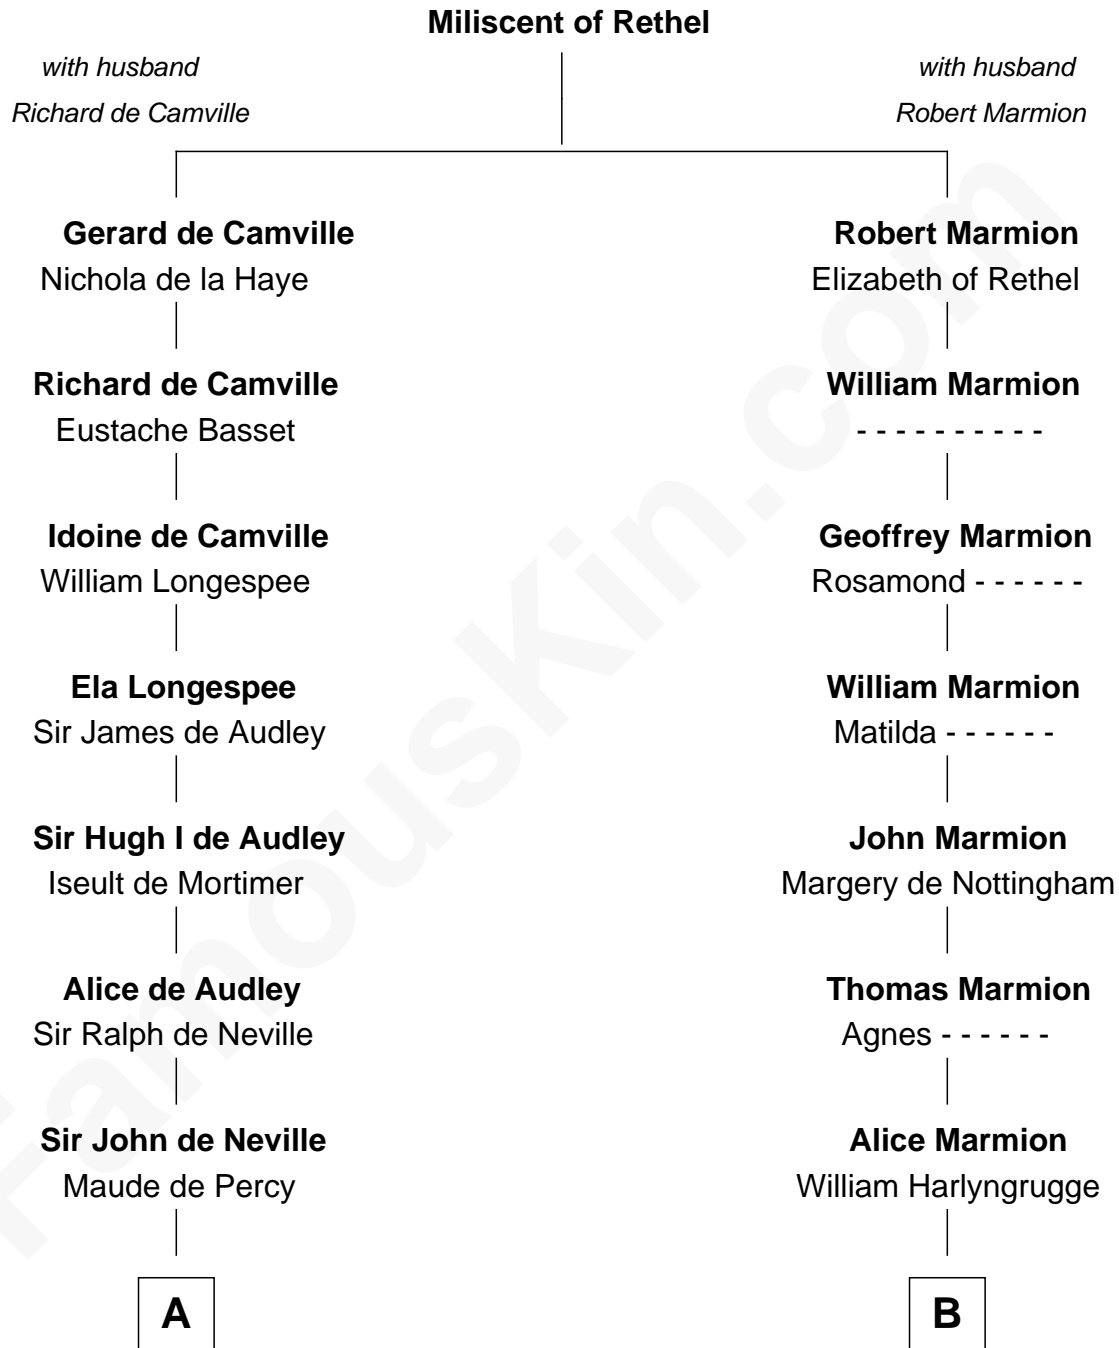 Miliscent of Rethel
with husband
Richard de Camville
with husband
Robert Marmion
Gerard de Camville
Nichola de la Haye
Robert Marmion
Elizabeth of Rethel
Richard de Camville
Eustache Basset
William Marmion
- - - - - - - - - -
Idoine de Camville
William Longespee
Geoffrey Marmion
Rosamond - - - - - -
Ela Longespee
Sir James de Audley
William Marmion
Matilda - - - - - -
Sir Hugh I de Audley
Iseult de Mortimer
John Marmion
Margery de Nottingham
Alice de Audley
Sir Ralph de Neville
Thomas Marmion
Agnes - - - - - -
Sir John de Neville
Maude de Percy
Alice Marmion
William Harlyngrugge
A
B
FamousKin.com